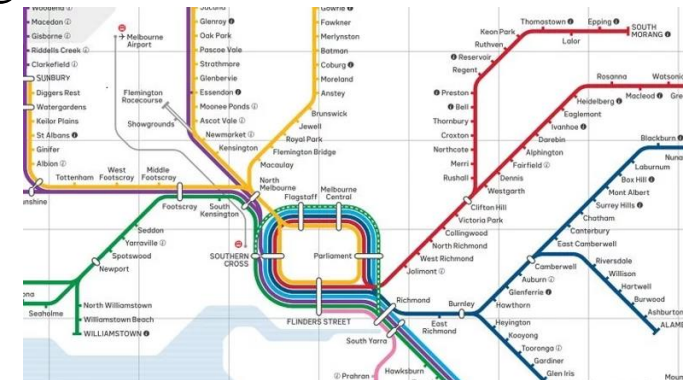 Macedon
Gisborne
Riddells Creek
Clarkefield
SUNBURY
Diggers Rest
Watergardens
Keilor Plains
St Albans
Ginifer
Albion
Tottenham
West
Footscray
Middle
Footscray
Footscray
South
Kensington
Melbourne
Airport
Flemington
Racecourse
Showgrounds
Glenroy
Oak Park
Pascoe Vale
Strathmore
Glenbervie
Essendon
Moonee Ponds
Ascot Vale
Newmarket
Kensington
Fawkner
Merlynston
Batman
Coburg
Moreland
Anstey
Brunswick
Jewell
Royal Park
Flemington Bridge
Macaulay
North
Melbourne
Flagstaff
Melbourne
Central
Parliament
SOUTHERN
CROSS
FLINDERS STREET
Seddon
Yarraville
Spotswood
Newport
Seaholme
North Williamstown
Williamstown Beach
WILLIAMSTOWN
Thomastown
Epping
SOUTH
MORANG
Keon Park
Lalor
Ruthven
Reservoir
Regent
Preston
Bell
Thornbury
Croxton
Northcote
Merri
Rushall
Rosanna
Macleod
Heidelberg
Eaglemont
Ivanhoe
Darebin
Alphington
Fairfield
Dennis
Westgarth
Clifton Hill
Victoria Park
Collingwood
North Richmond
West Richmond
Jolimont
Richmond
East
Richmond
Burnley
South Yarra
Prahran
Hawksburn
Blackburn
Laburnum
Box Hill
Mont Albert
Surrey Hills
Chatham
Canterbury
East Camberwell
Camberwell
Auburn
Glenferrie
Hawthorn
Riversdale
Willison
Hartwell
Burwood
Ashburton
Heyington
Kooyong
Tooronga
Gardiner
Glen Iris